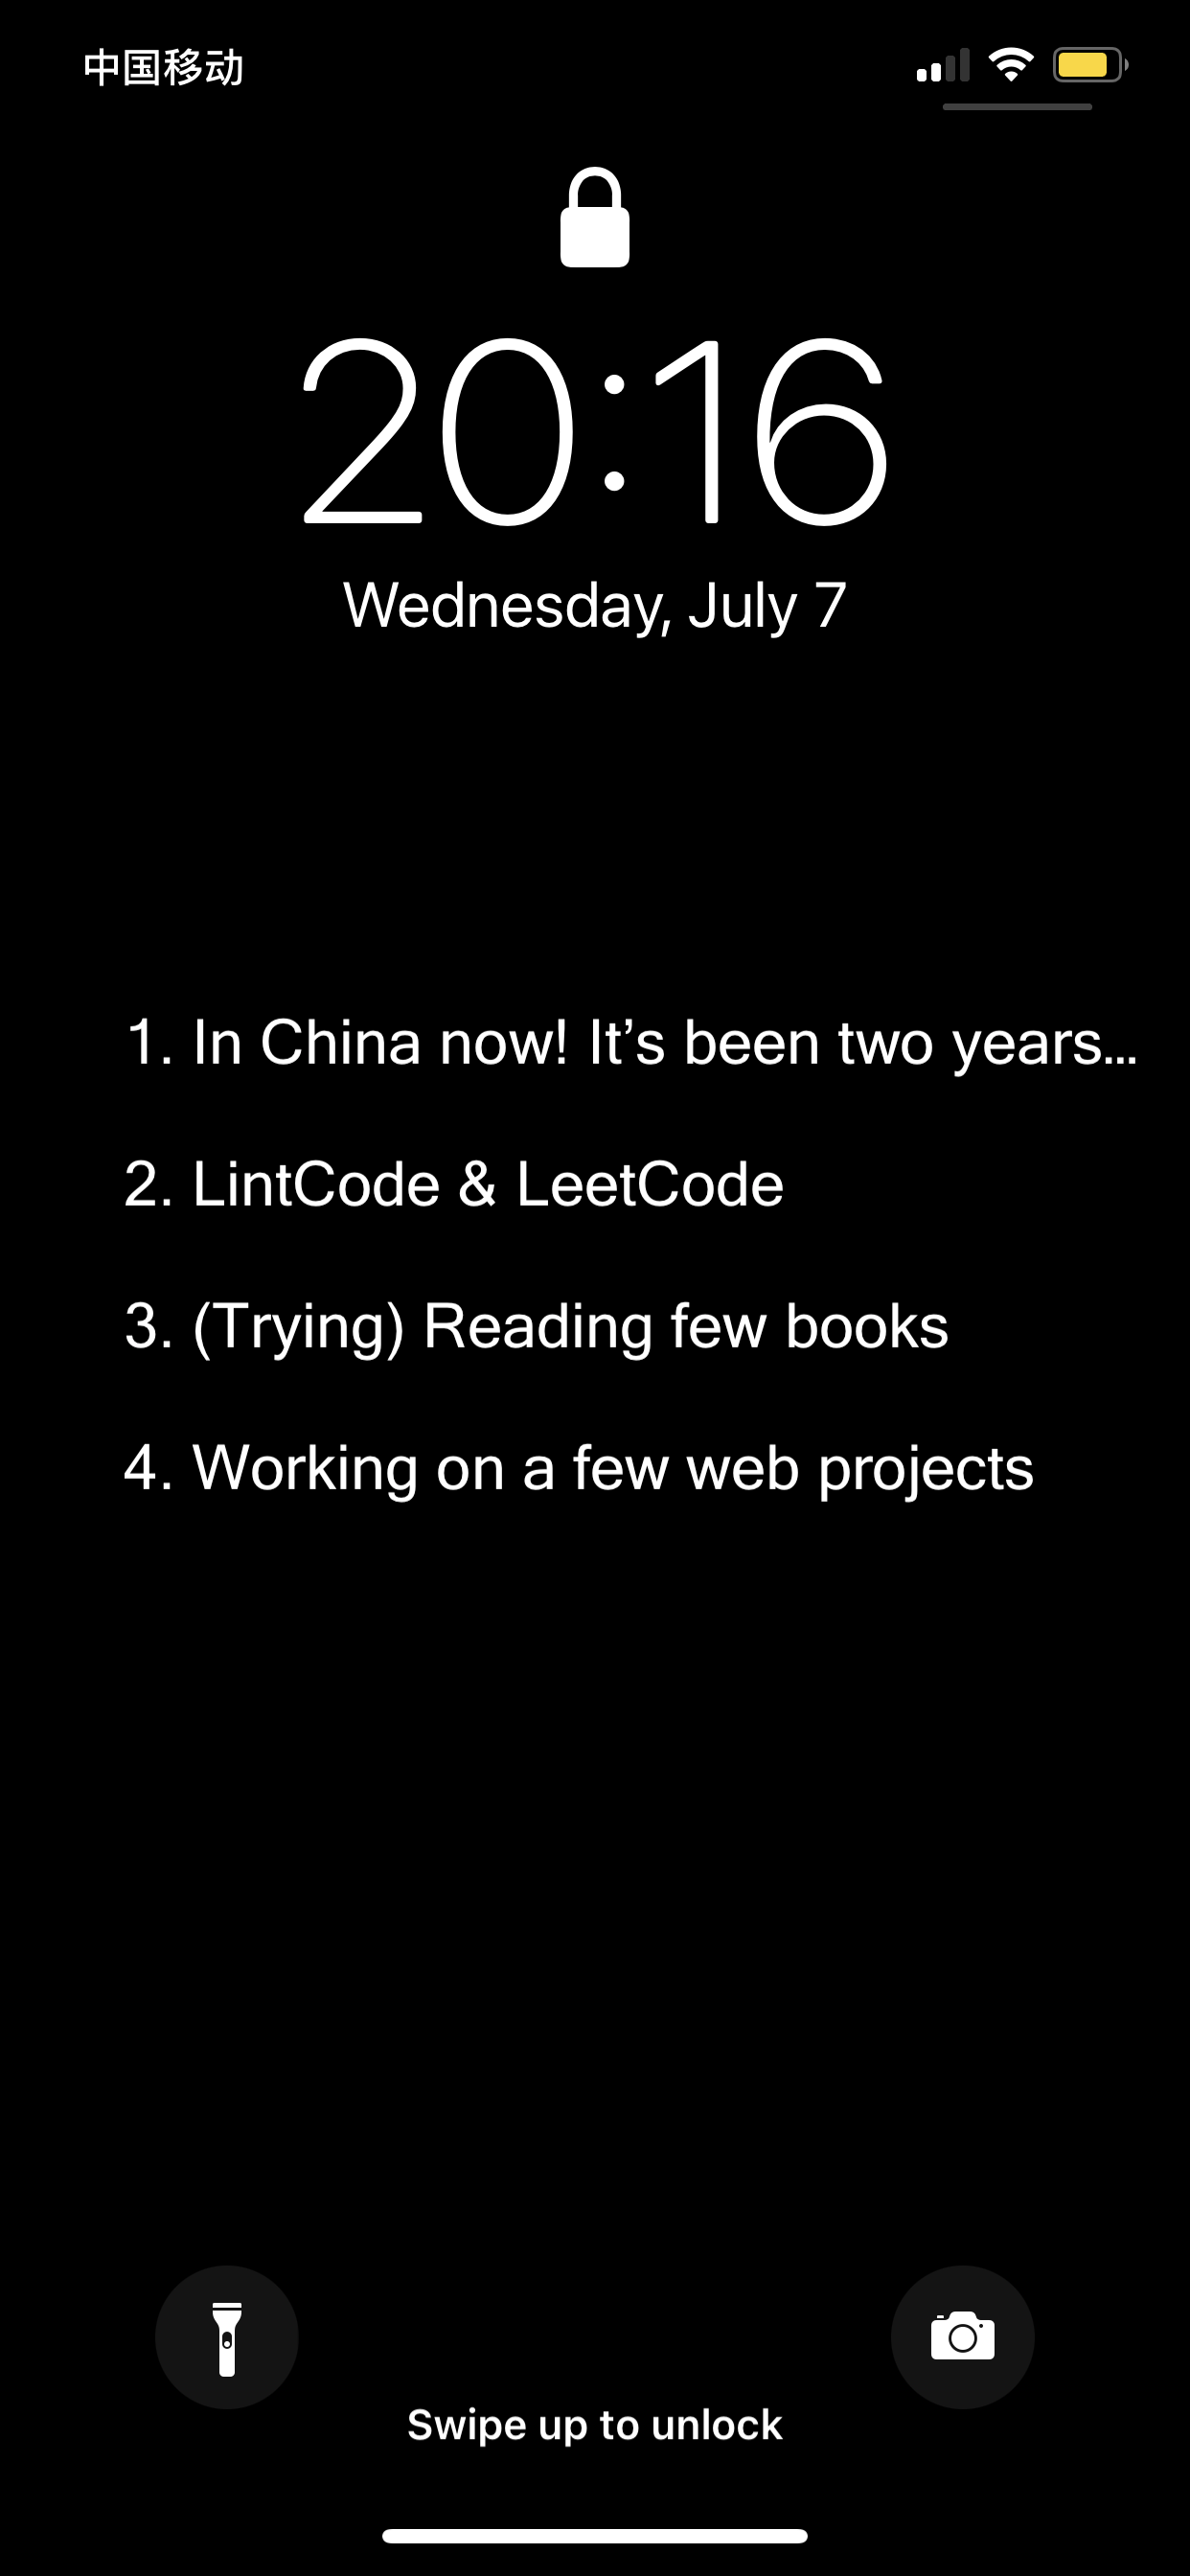 中国移动
20:16
Wednesday, July 7
1. In China now! It’s been two years...
2. LintCode & LeetCode
3. (Trying) Reading few books
4. Working on a few web projects
Swipe up to unlock